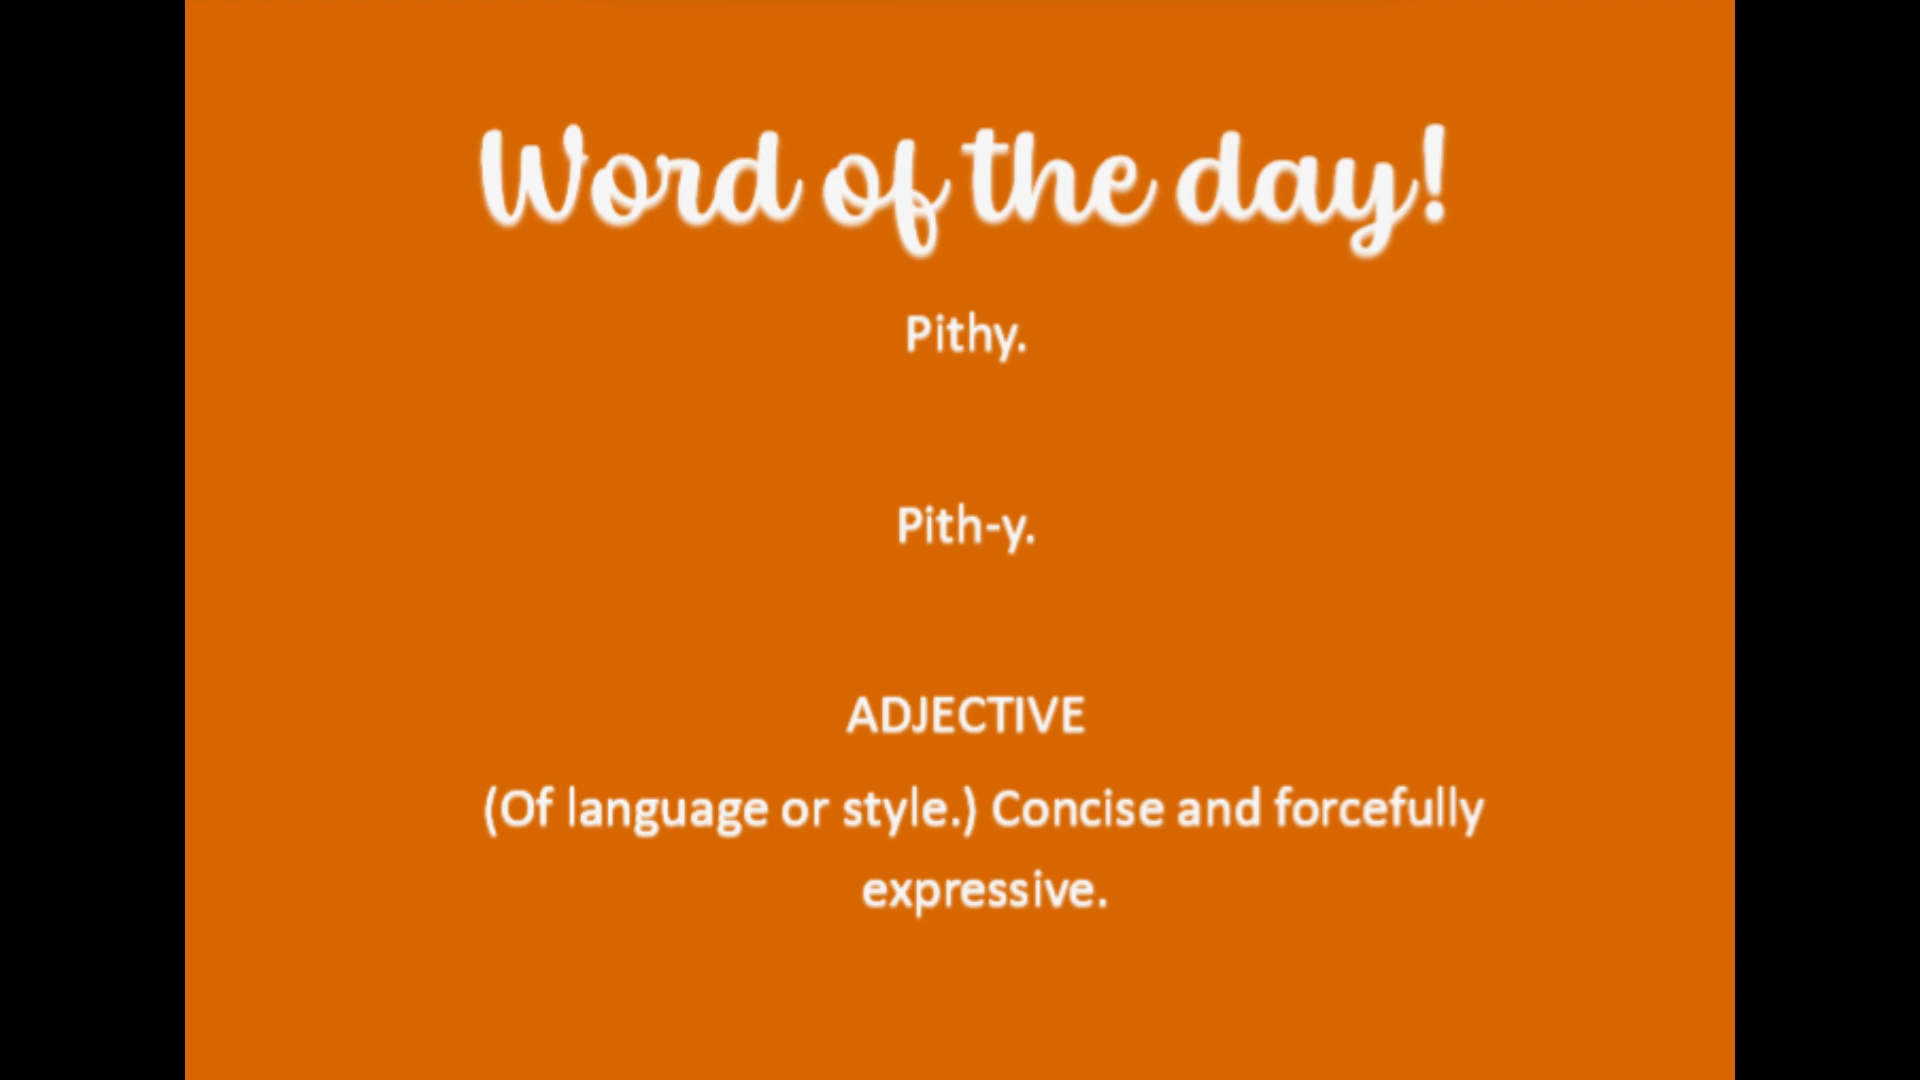 Word of the day!
Pithy.
Pith-y.
ADJECTIVE
(Of language or style.) Concise and forcefully
expressive.